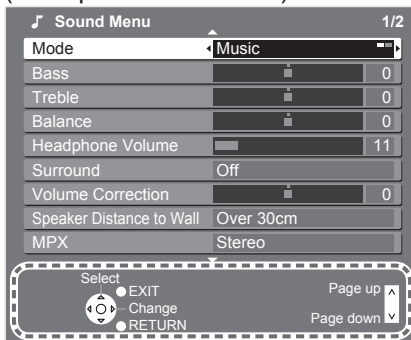 Sound Menu 1/2
Mode Music
Bass 0
Treble 0
Balance 0
Headphone Volume 11
Surround Off
Volume Correction 0
Speaker Distance to Wall Over 30cm
MPX Stereo
Select
EXIT
Change
RETURN
Page up
Page down